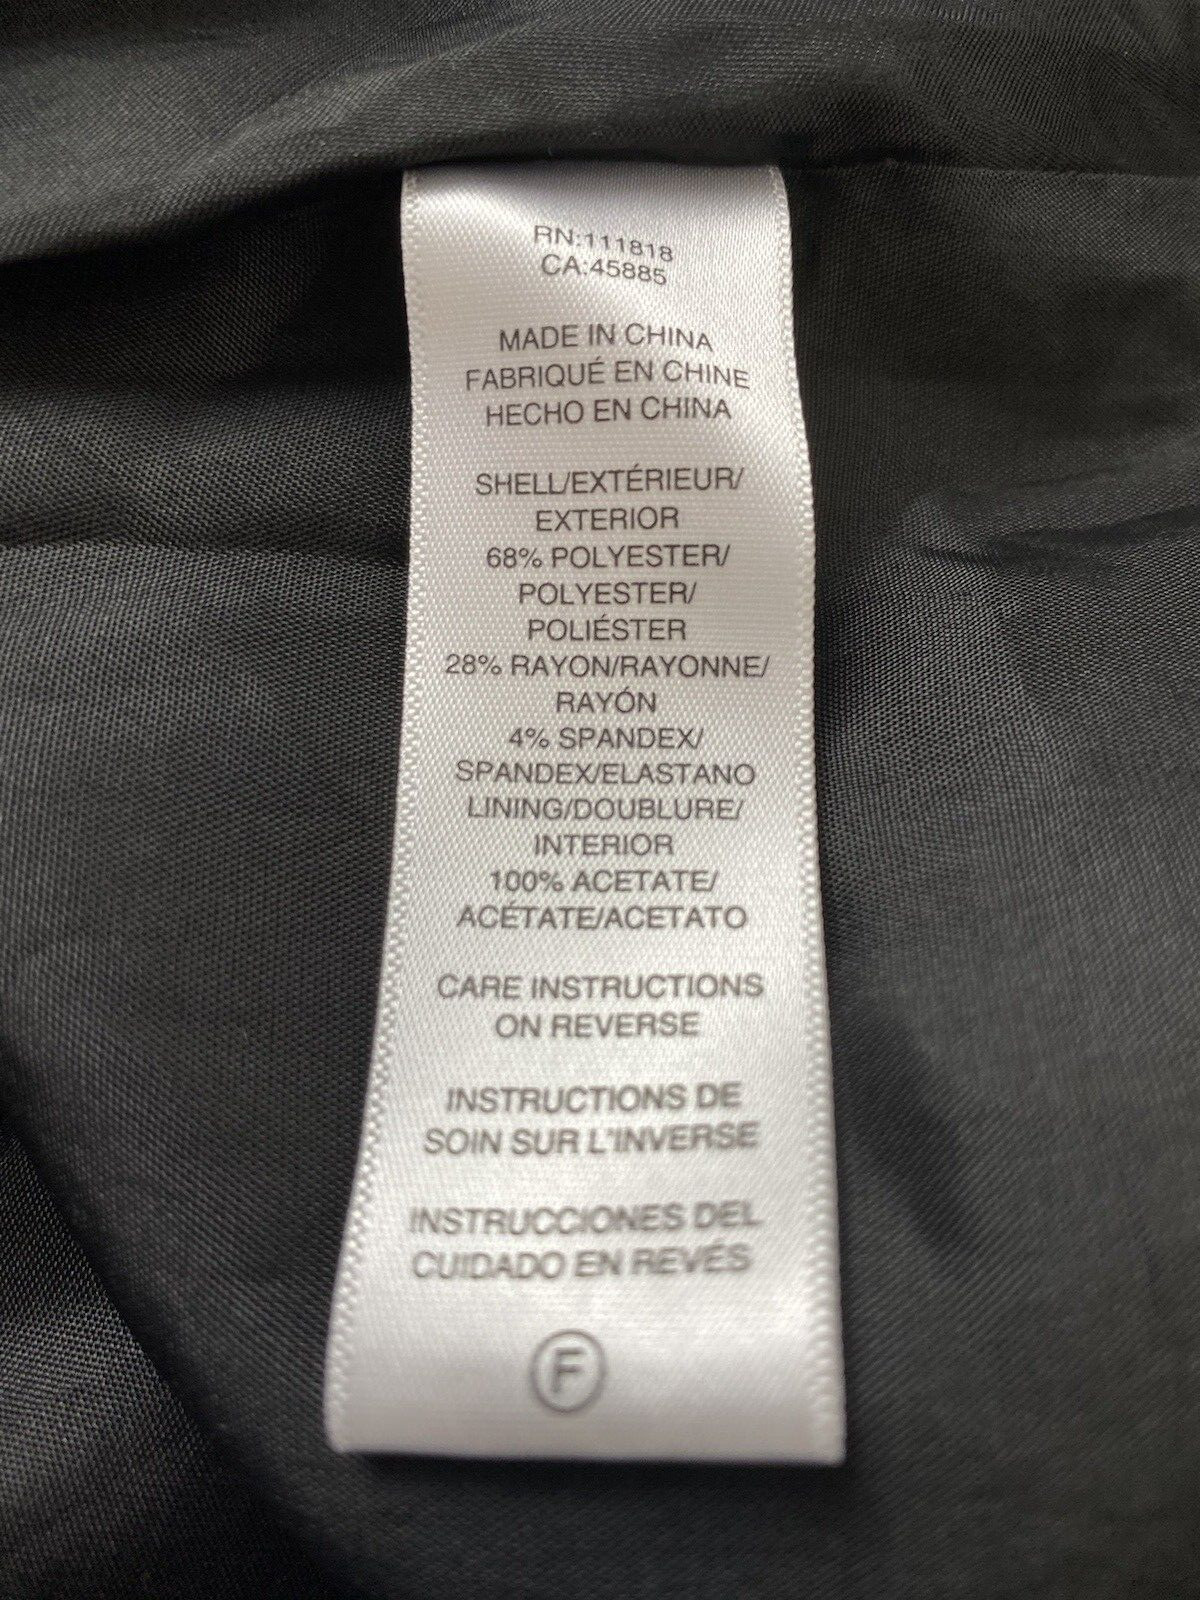 RN:111818
CA:45885
MADE IN CHINA
FABRIQUÉ EN CHINE
HECHO EN CHINA
SHELL/EXTÉRIEUR/
EXTERIOR
68% POLYESTER/
POLYESTER/
POLIÉSTER
28% RAYON/RAYONNE/
RAYÓN
4% SPANDEX/
SPANDEX/ELASTANO
LINING/DOUBLURE/
INTERIOR
100% ACETATE/
ACÉTATE/ACETATO
CARE INSTRUCTIONS
ON REVERSE
INSTRUCTIONS DE
SOIN SUR L'INVERSE
INSTRUCCIONES DEL
CUIDADO EN REVÉS
F